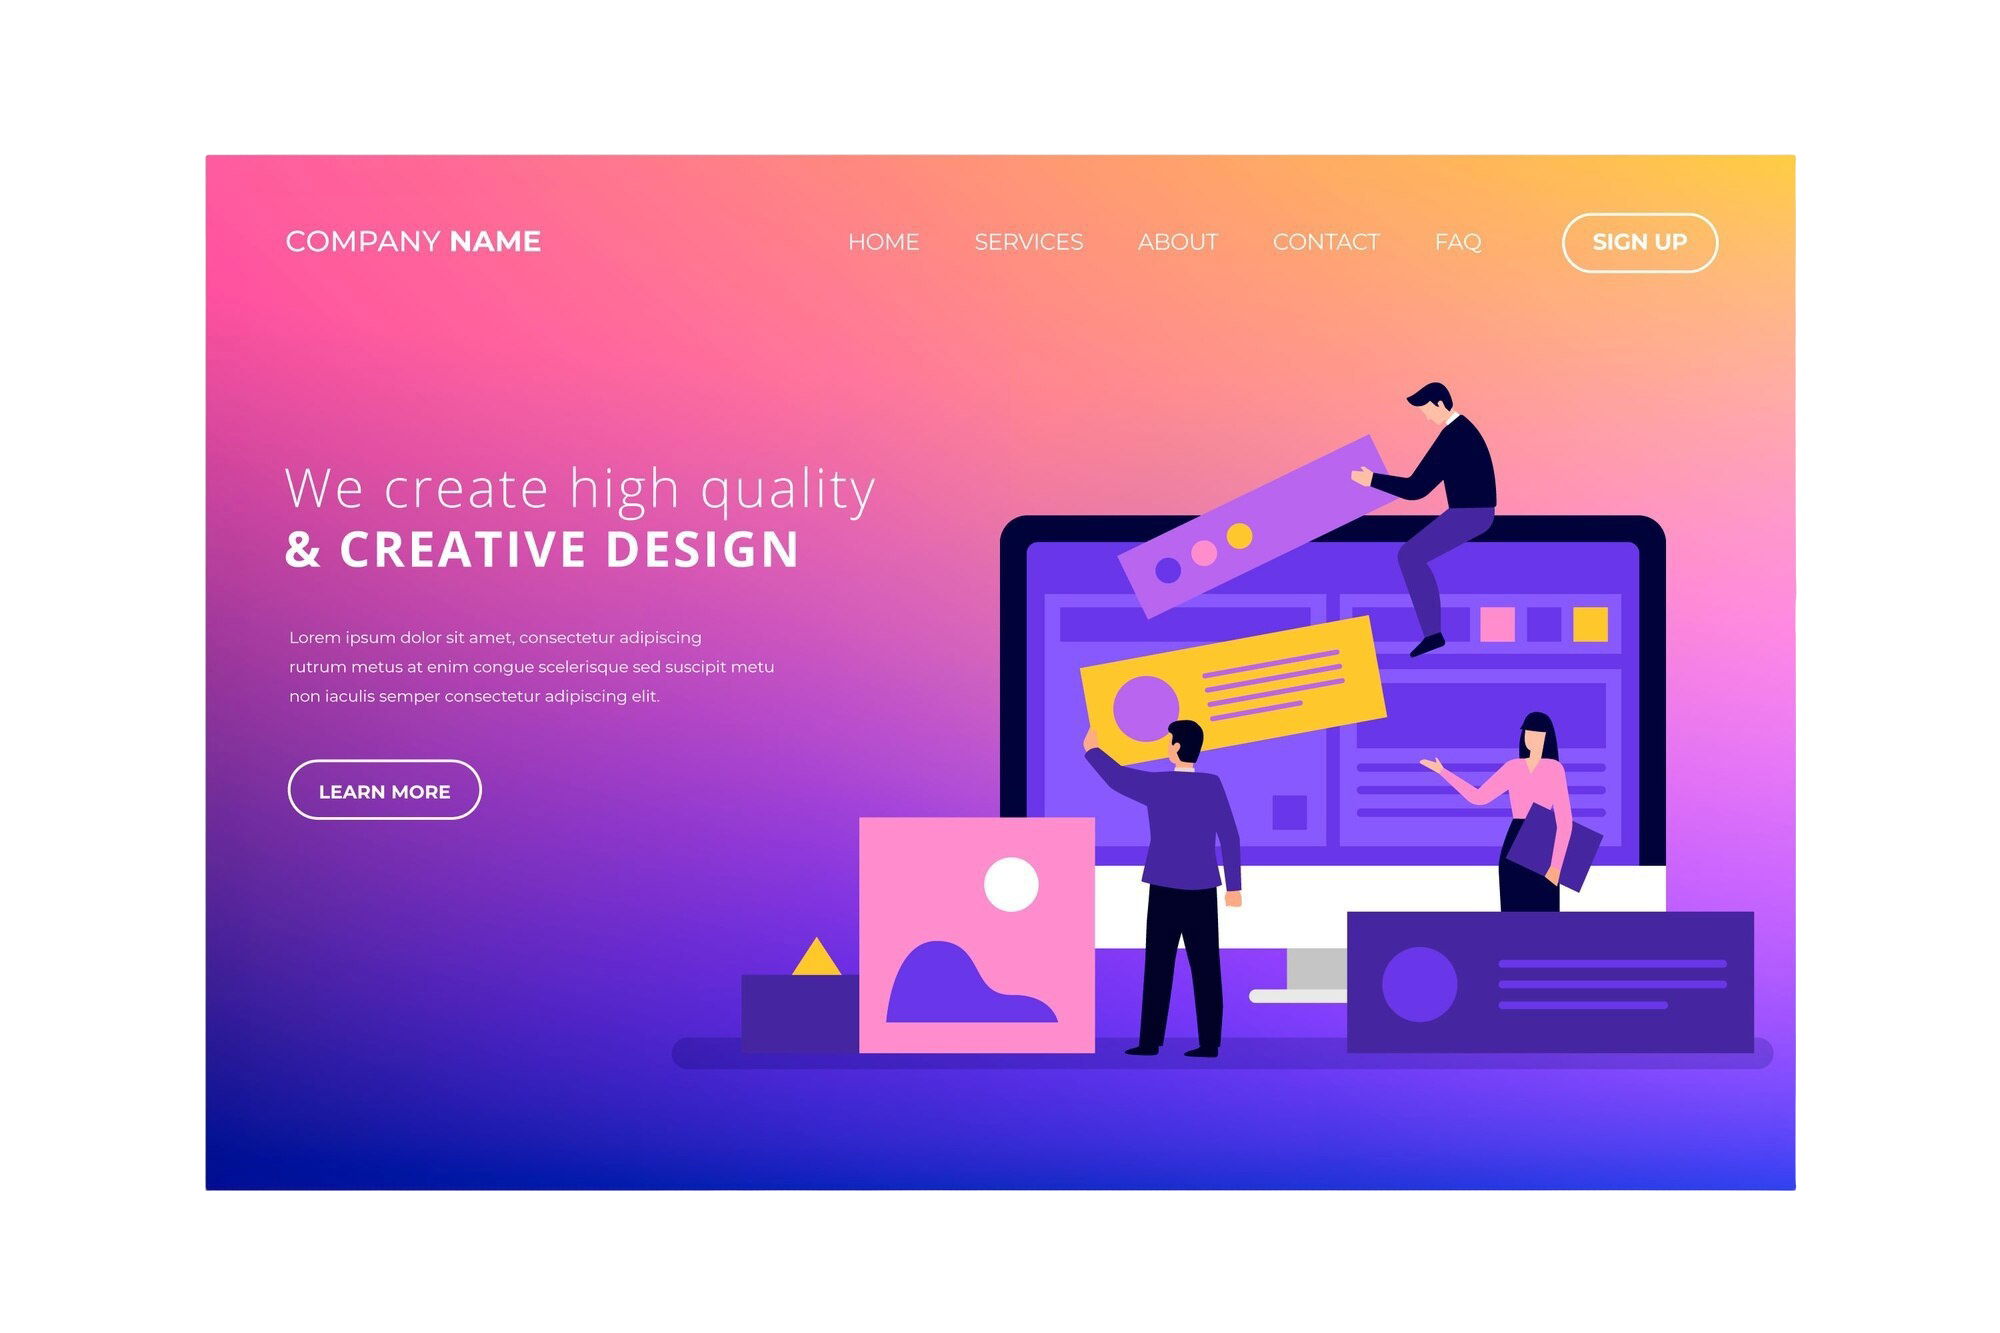 COMPANY NAME
HOME SERVICES ABOUT CONTACT FAQ SIGN UP
We create high quality
& CREATIVE DESIGN
Lorem ipsum dolor sit amet, consectetur adipiscing
rutrum metus at enim congue scelerisque sed suscipit metu
non iaculis semper consectetur adipiscing elit.
LEARN MORE